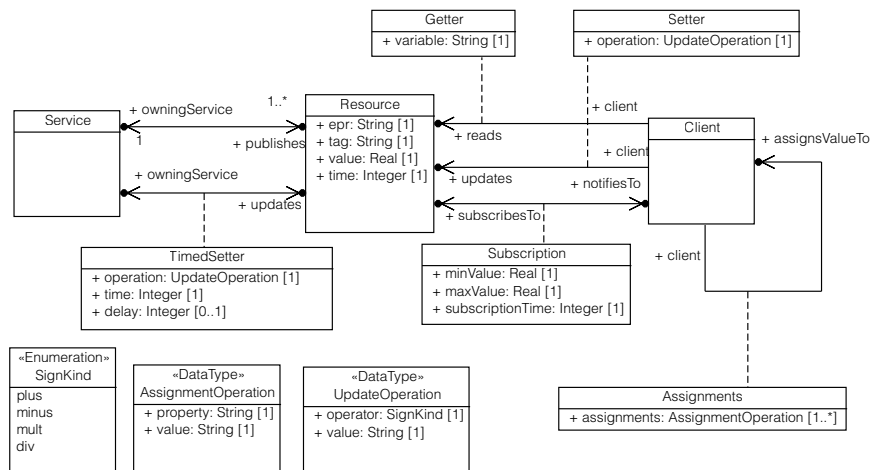 Getter
+ variable: String [1]
Setter
+ operation: UpdateOperation [1]
Service
+ owningService
1
1..*
+ publishes
+ owningService
+ updates
Resource
+ epr: String [1]
+ tag: String [1]
+ value: Real [1]
+ time: Integer [1]
+ client
+ reads
+ client
+ updates
+ notifiesTo
+ subscribesTo
Client
+ assignsValueTo
+ client
TimedSetter
+ operation: UpdateOperation [1]
+ time: Integer [1]
+ delay: Integer [0..1]
Subscription
+ minValue: Real [1]
+ maxValue: Real [1]
+ subscriptionTime: Integer [1]
«Enumeration»
SignKind
plus
minus
mult
div
«DataType»
AssignmentOperation
+ property: String [1]
+ value: String [1]
«DataType»
UpdateOperation
+ operator: SignKind [1]
+ value: String [1]
Assignments
+ assignments: AssignmentOperation [1..*]